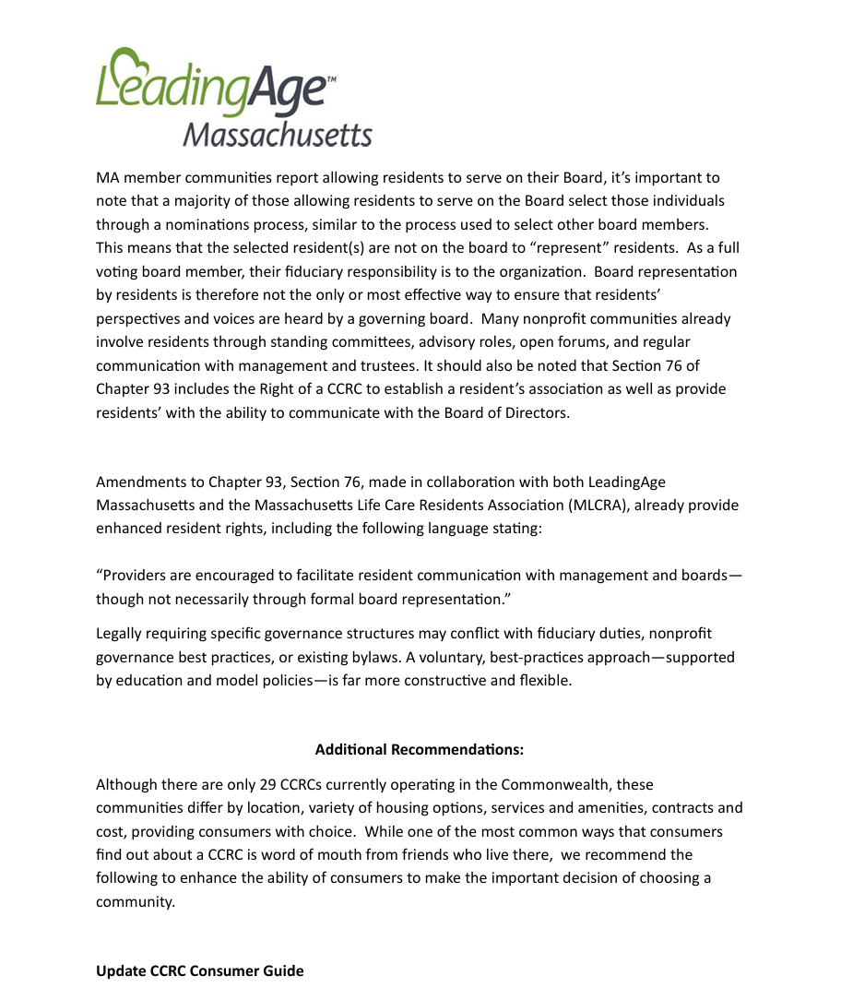 LeadingAge™
Massachusetts
MA member communities report allowing residents to serve on their Board, it’s important to
note that a majority of those allowing residents to serve on the Board select those individuals
through a nominations process, similar to the process used to select other board members.
This means that the selected resident(s) are not on the board to “represent” residents.  As a full
voting board member, their fiduciary responsibility is to the organization.  Board representation
by residents is therefore not the only or most effective way to ensure that residents’
perspectives and voices are heard by a governing board.  Many nonprofit communities already
involve residents through standing committees, advisory roles, open forums, and regular
communication with management and trustees. It should also be noted that Section 76 of
Chapter 93 includes the Right of a CCRC to establish a resident’s association as well as provide
residents’ with the ability to communicate with the Board of Directors.
Amendments to Chapter 93, Section 76, made in collaboration with both LeadingAge
Massachusetts and the Massachusetts Life Care Residents Association (MLCRA), already provide
enhanced resident rights, including the following language stating:
“Providers are encouraged to facilitate resident communication with management and boards—
though not necessarily through formal board representation.”
Legally requiring specific governance structures may conflict with fiduciary duties, nonprofit
governance best practices, or existing bylaws. A voluntary, best-practices approach—supported
by education and model policies—is far more constructive and flexible.
Additional Recommendations:
Although there are only 29 CCRCs currently operating in the Commonwealth, these
communities differ by location, variety of housing options, services and amenities, contracts and
cost, providing consumers with choice.  While one of the most common ways that consumers
find out about a CCRC is word of mouth from friends who live there,  we recommend the
following to enhance the ability of consumers to make the important decision of choosing a
community.
Update CCRC Consumer Guide